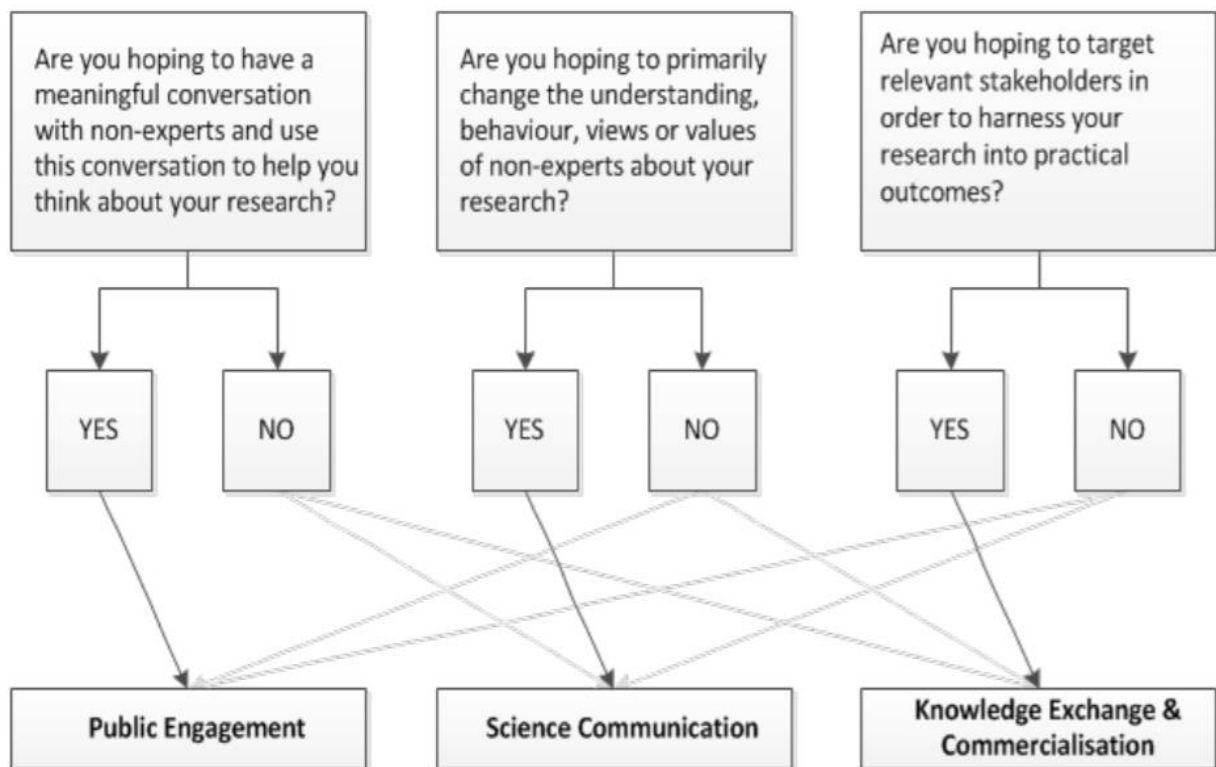 Are you hoping to have a
meaningful conversation
with non-experts and use
this conversation to help you
think about your research?
Are you hoping to primarily
change the understanding,
behaviour, views or values
of non-experts about your
research?
Are you hoping to target
relevant stakeholders in
order to harness your
research into practical
outcomes?
YES
NO
YES
NO
YES
NO
Public Engagement
Science Communication
Knowledge Exchange &
Commercialisation